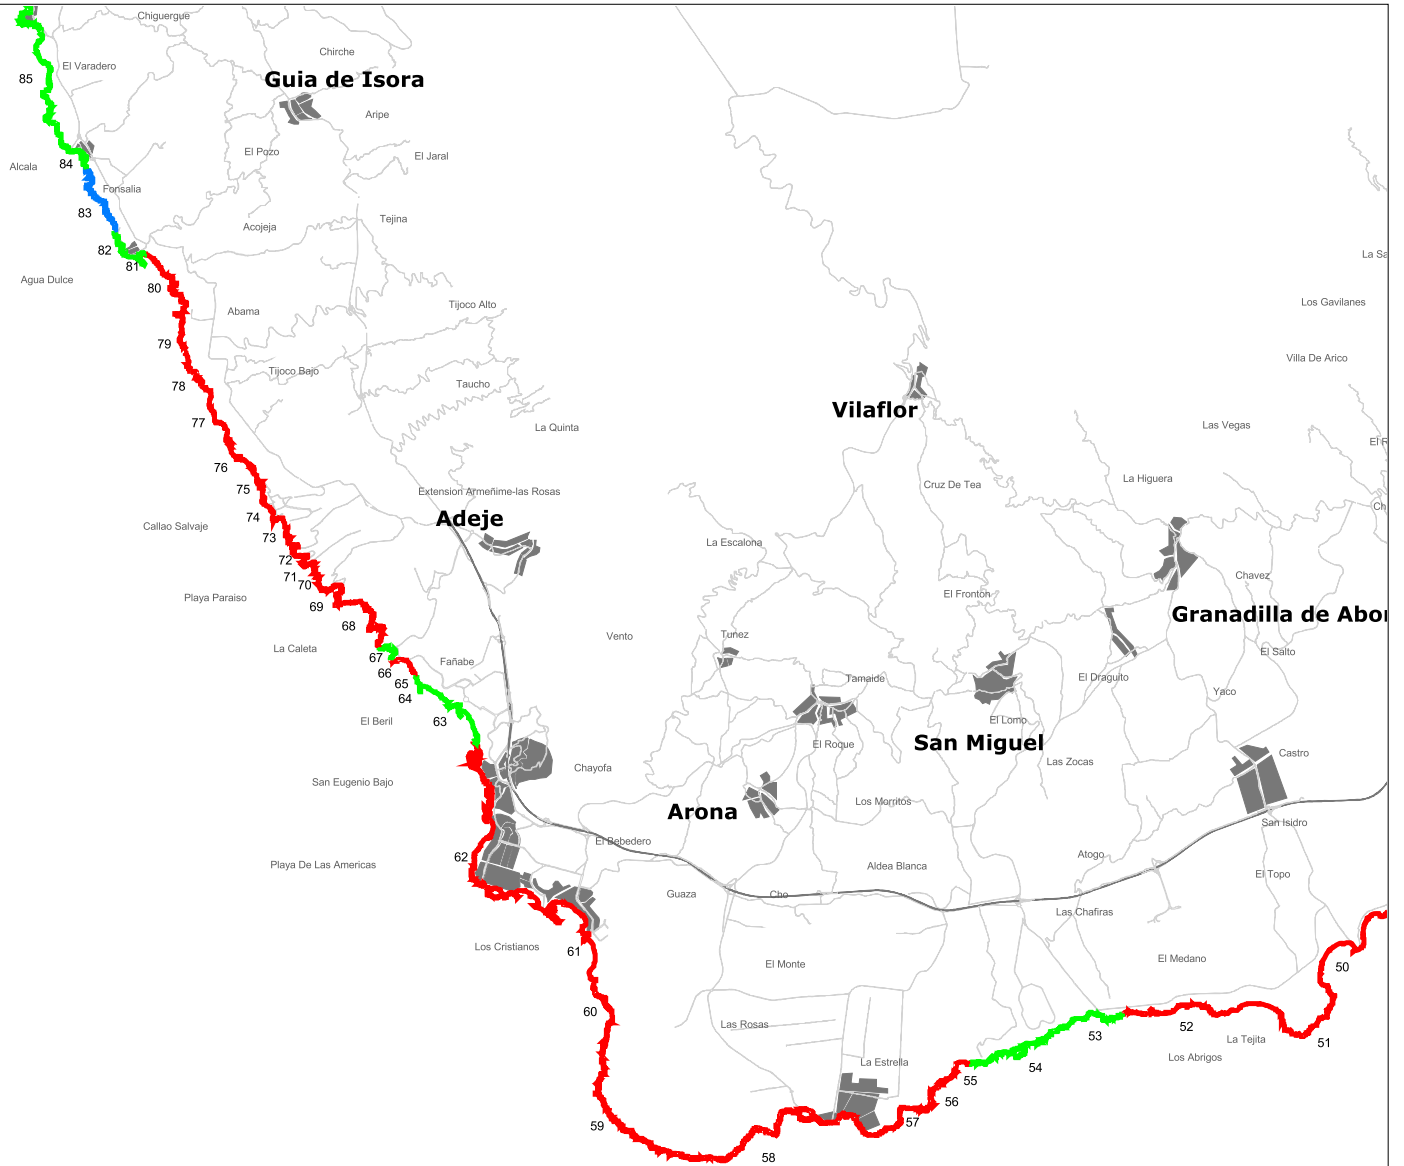 Chiguergue
Chirche
El Varadero
Guia de Isora
85
Aripe
El Pozo
El Jaral
84
Alcala
Fonsalia
83
Tejina
Acojeja
82
81
La Sa
Agua Dulce
80
Los Gavilanes
Tijoco Alto
Abama
79
Villa De Arico
Tijoco Bajo
78
Taucho
Vilaflor
77
Las Vegas
La Quinta
El R
76
La Higuera
Cruz De Tea
75
Extension Armeñime-las Rosas
Ch
74
Adeje
Callao Salvaje
73
La Escalona
72
Chavez
71
70
El Fronton
Playa Paraiso
69
Granadilla de Abor
68
Vento
Tunez
La Caleta
El Salto
67
Fañabe
66
El Draguito
Tamaide
65
Yaco
64
El Beril
63
El Lomo
San Miguel
El Roque
Castro
Las Zocas
Chayofa
San Eugenio Bajo
Los Morritos
Arona
San Isidro
El Bebedero
Atogo
62
Playa De Las Americas
Aldea Blanca
El Topo
Guaza
Cho
Las Chafiras
Los Cristianos
61
El Medano
El Monte
50
60
Las Rosas
52
53
La Tejita
51
Los Abrigos
La Estrella
54
55
56
57
59
58